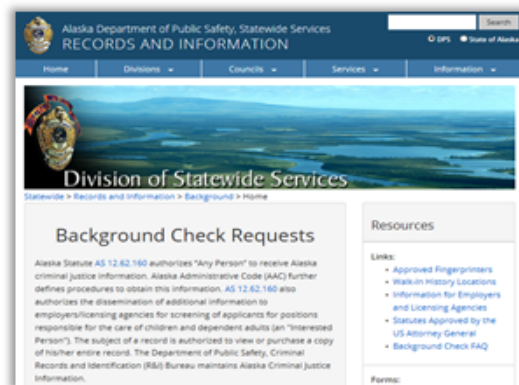 Alaska Department of Public Safety, Statewide Services
Search
RECORDS AND INFORMATION
DPS State of Alaska
Home Divisions Councils Services Information
Division of Statewide Services
Statewide > Records and Information > Background > Home
Background Check Requests
Alaska Statute AS 12.62.160 authorizes "Any Person" to receive Alaska
criminal justice information. Alaska Administrative Code (AAC) further
defines procedures to obtain this information. AS 12.62.160 also
authorizes the dissemination of additional information to
employers/licensing agencies for screening of applicants for positions
responsible for the care of children and dependent adults (an "Interested
Person"). The subject of a record is authorized to view or purchase a copy
of his/her entire record. The Department of Public Safety, Criminal
Records and Identification (R&I) Bureau maintains Alaska Criminal Justice
Information.
Resources
Links:
Approved Fingerprinters
Walk-in History Locations
Information for Employers
and Licensing Agencies
Statutes Approved by the
US Attorney General
Background Check FAQ
Forms: